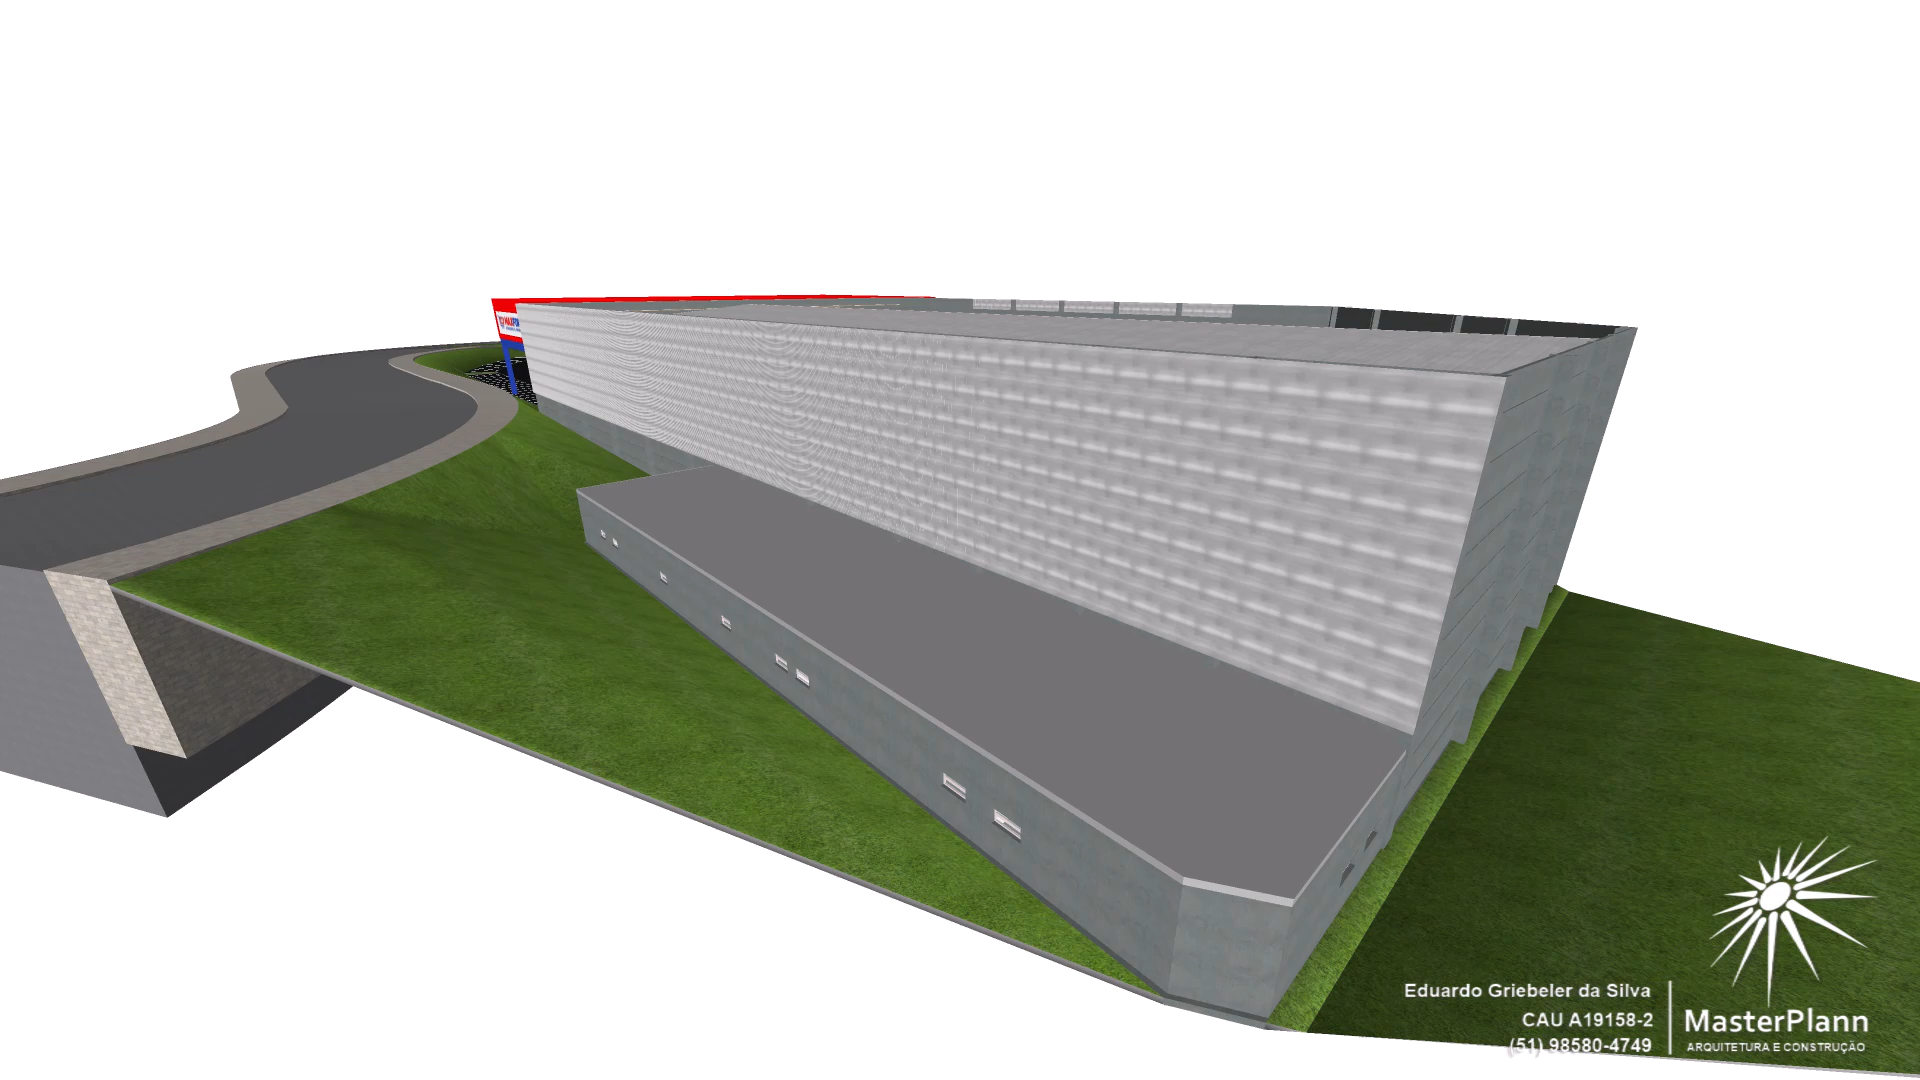 Eduardo Griebeler da Silva
CAU A19158-2
(51) 98580-4749
MasterPlann
ARQUITETURA E CONSTRUÇÃO